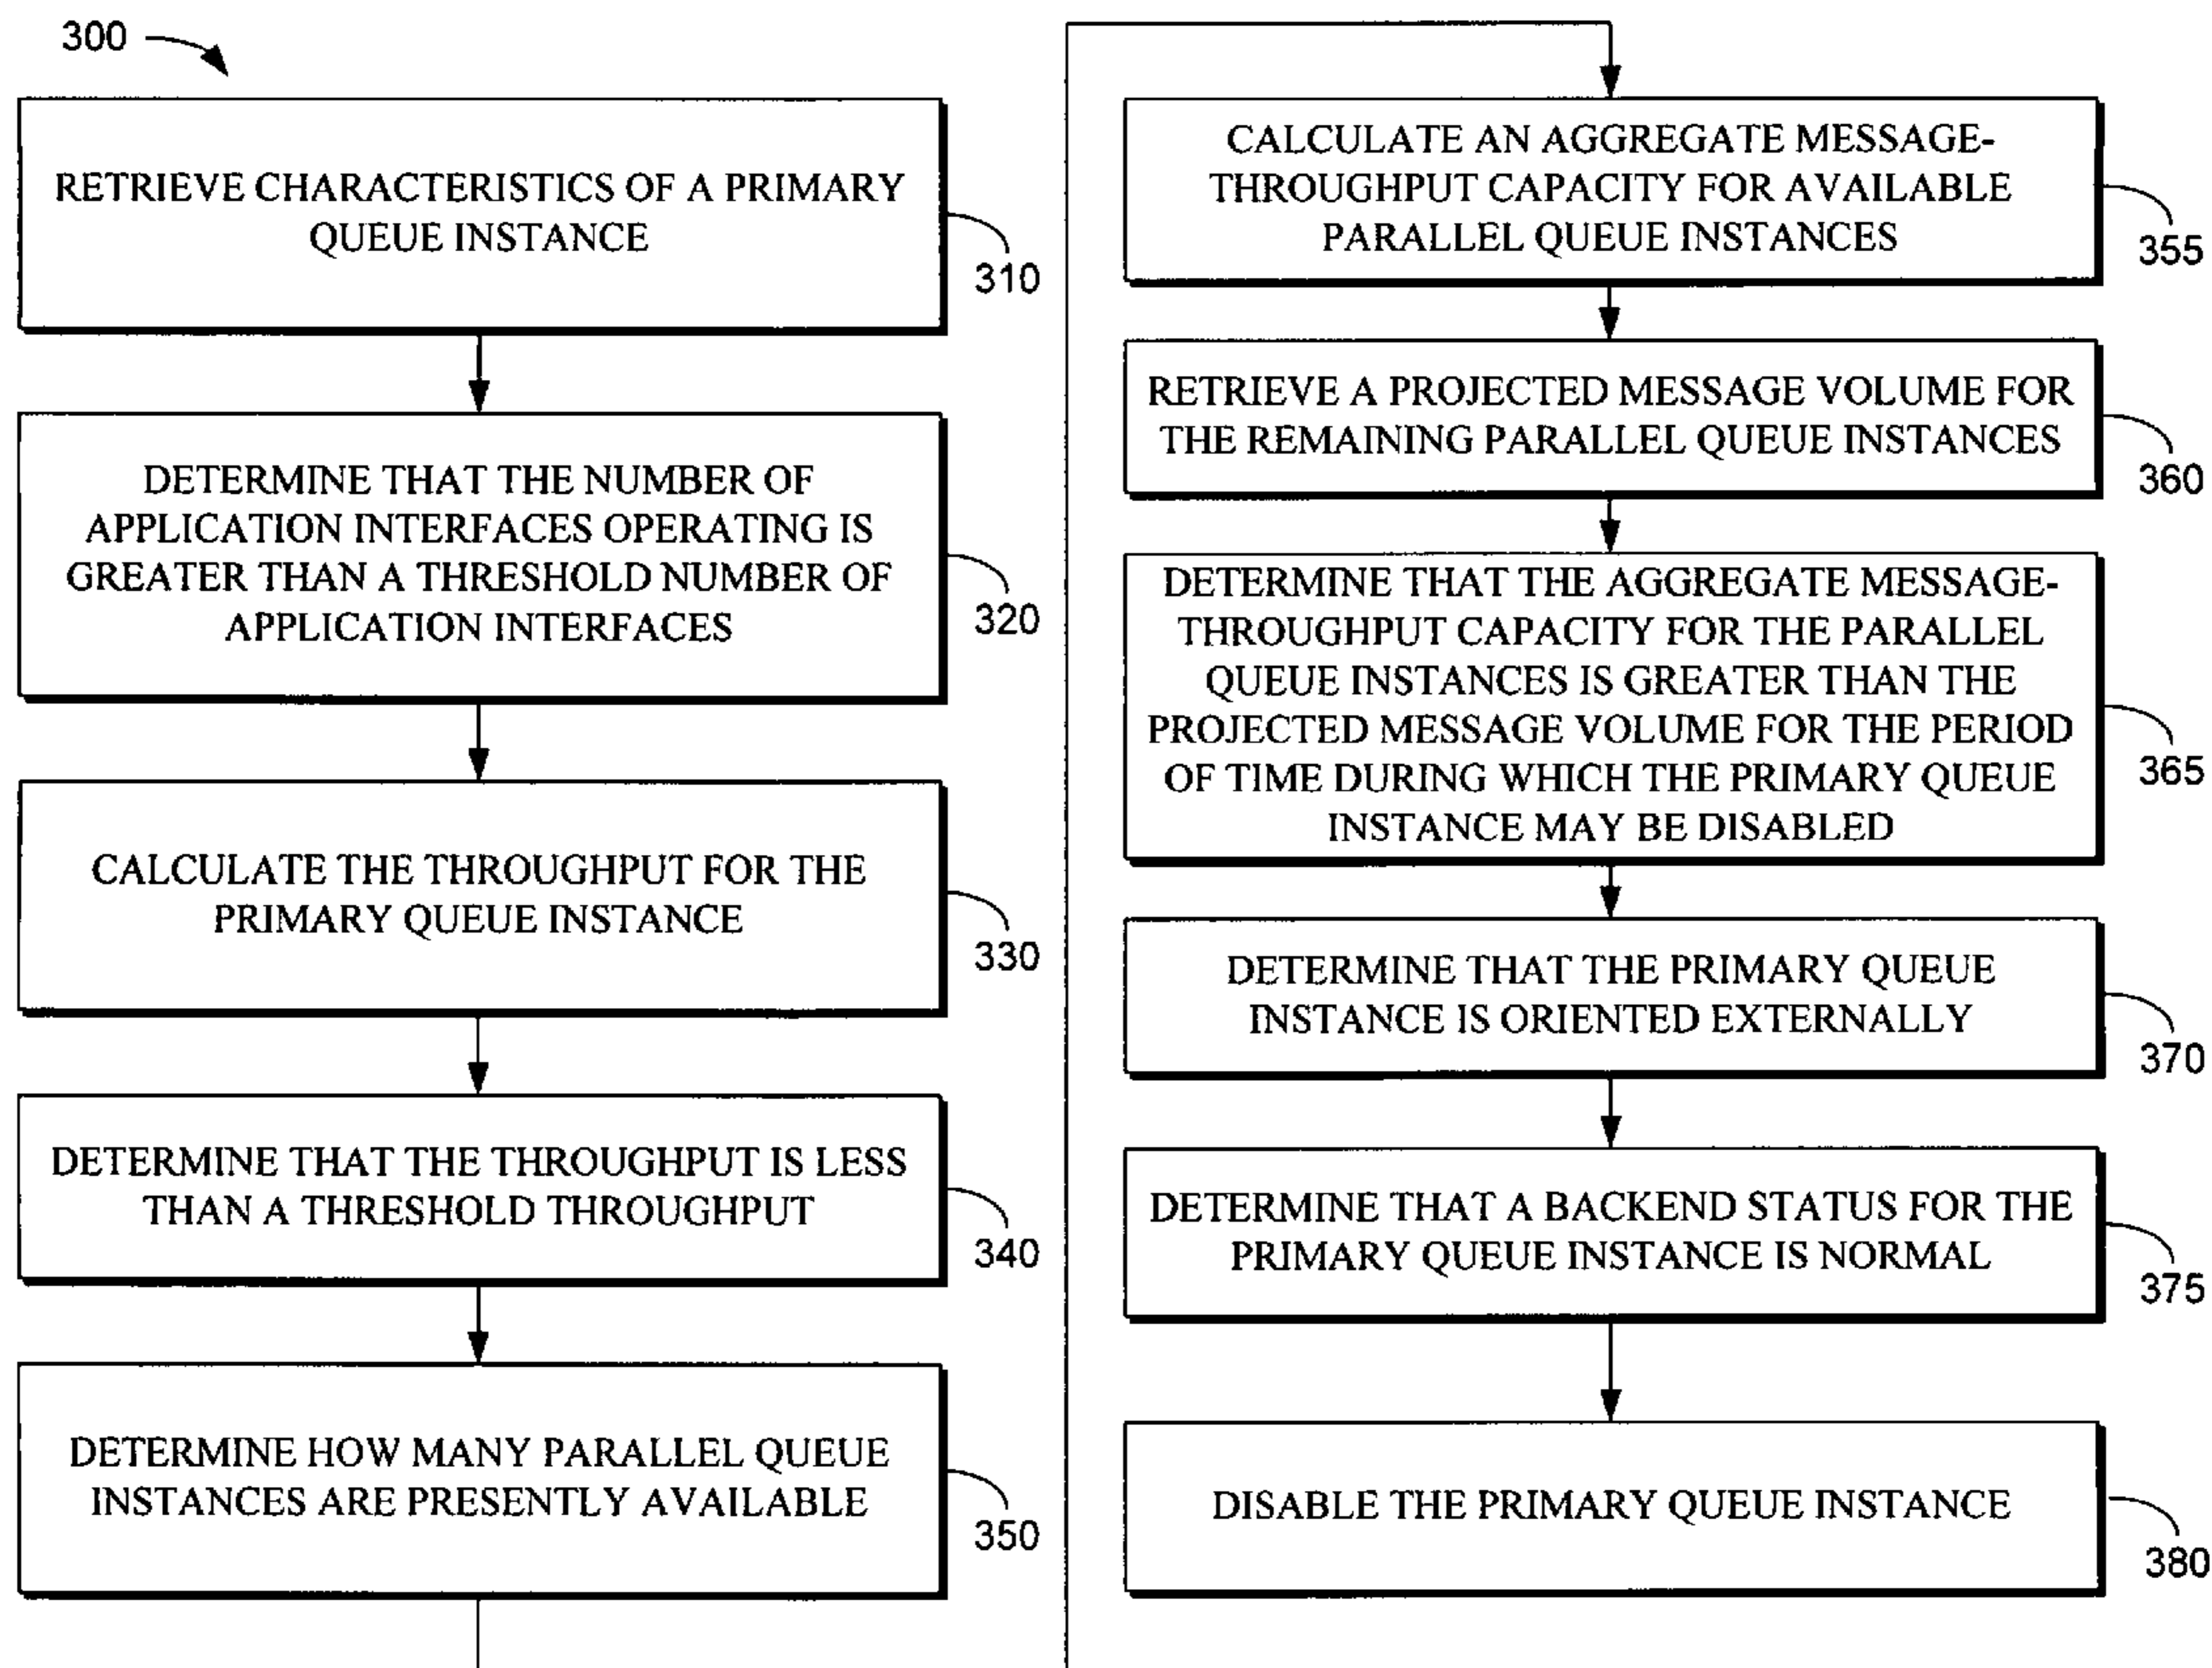 300
RETRIEVE CHARACTERISTICS OF A PRIMARY
QUEUE INSTANCE
310
DETERMINE THAT THE NUMBER OF
APPLICATION INTERFACES OPERATING IS
GREATER THAN A THRESHOLD NUMBER OF
APPLICATION INTERFACES
320
CALCULATE THE THROUGHPUT FOR THE
PRIMARY QUEUE INSTANCE
330
DETERMINE THAT THE THROUGHPUT IS LESS
THAN A THRESHOLD THROUGHPUT
340
DETERMINE HOW MANY PARALLEL QUEUE
INSTANCES ARE PRESENTLY AVAILABLE
350
CALCULATE AN AGGREGATE MESSAGE-
THROUGHPUT CAPACITY FOR AVAILABLE
PARALLEL QUEUE INSTANCES
355
RETRIEVE A PROJECTED MESSAGE VOLUME FOR
THE REMAINING PARALLEL QUEUE INSTANCES
360
DETERMINE THAT THE AGGREGATE MESSAGE-
THROUGHPUT CAPACITY FOR THE PARALLEL
QUEUE INSTANCES IS GREATER THAN THE
PROJECTED MESSAGE VOLUME FOR THE PERIOD
OF TIME DURING WHICH THE PRIMARY QUEUE
INSTANCE MAY BE DISABLED
365
DETERMINE THAT THE PRIMARY QUEUE
INSTANCE IS ORIENTED EXTERNALLY
370
DETERMINE THAT A BACKEND STATUS FOR THE
PRIMARY QUEUE INSTANCE IS NORMAL
375
DISABLE THE PRIMARY QUEUE INSTANCE
380